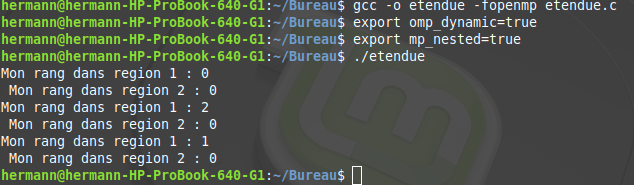 hermann@hermann-HP-ProBook-640-G1:~/Bureau$ gcc -o etendue -fopenmp etendue.c
hermann@hermann-HP-ProBook-640-G1:~/Bureau$ export omp_dynamic=true
hermann@hermann-HP-ProBook-640-G1:~/Bureau$ export mp_nested=true
hermann@hermann-HP-ProBook-640-G1:~/Bureau$ ./etendue
Mon rang dans region 1 : 0
 Mon rang dans region 2 : 0
Mon rang dans region 1 : 2
 Mon rang dans region 2 : 0
Mon rang dans region 1 : 1
 Mon rang dans region 2 : 0
hermann@hermann-HP-ProBook-640-G1:~/Bureau$